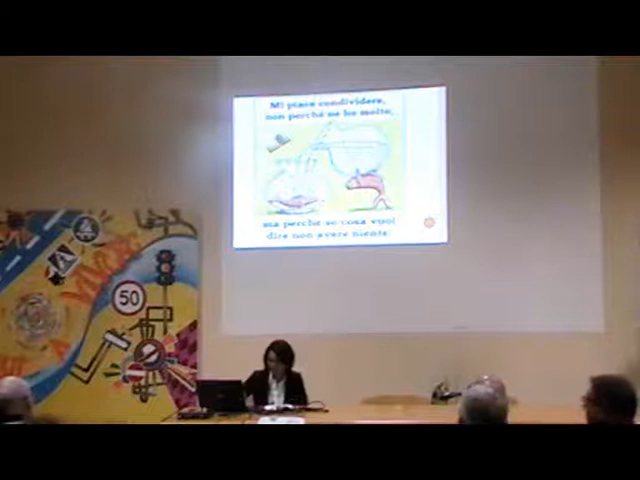 Mi piace condividere,
non perché ne ho molto,
ma perché so cosa vuol
dire non avere niente.
50